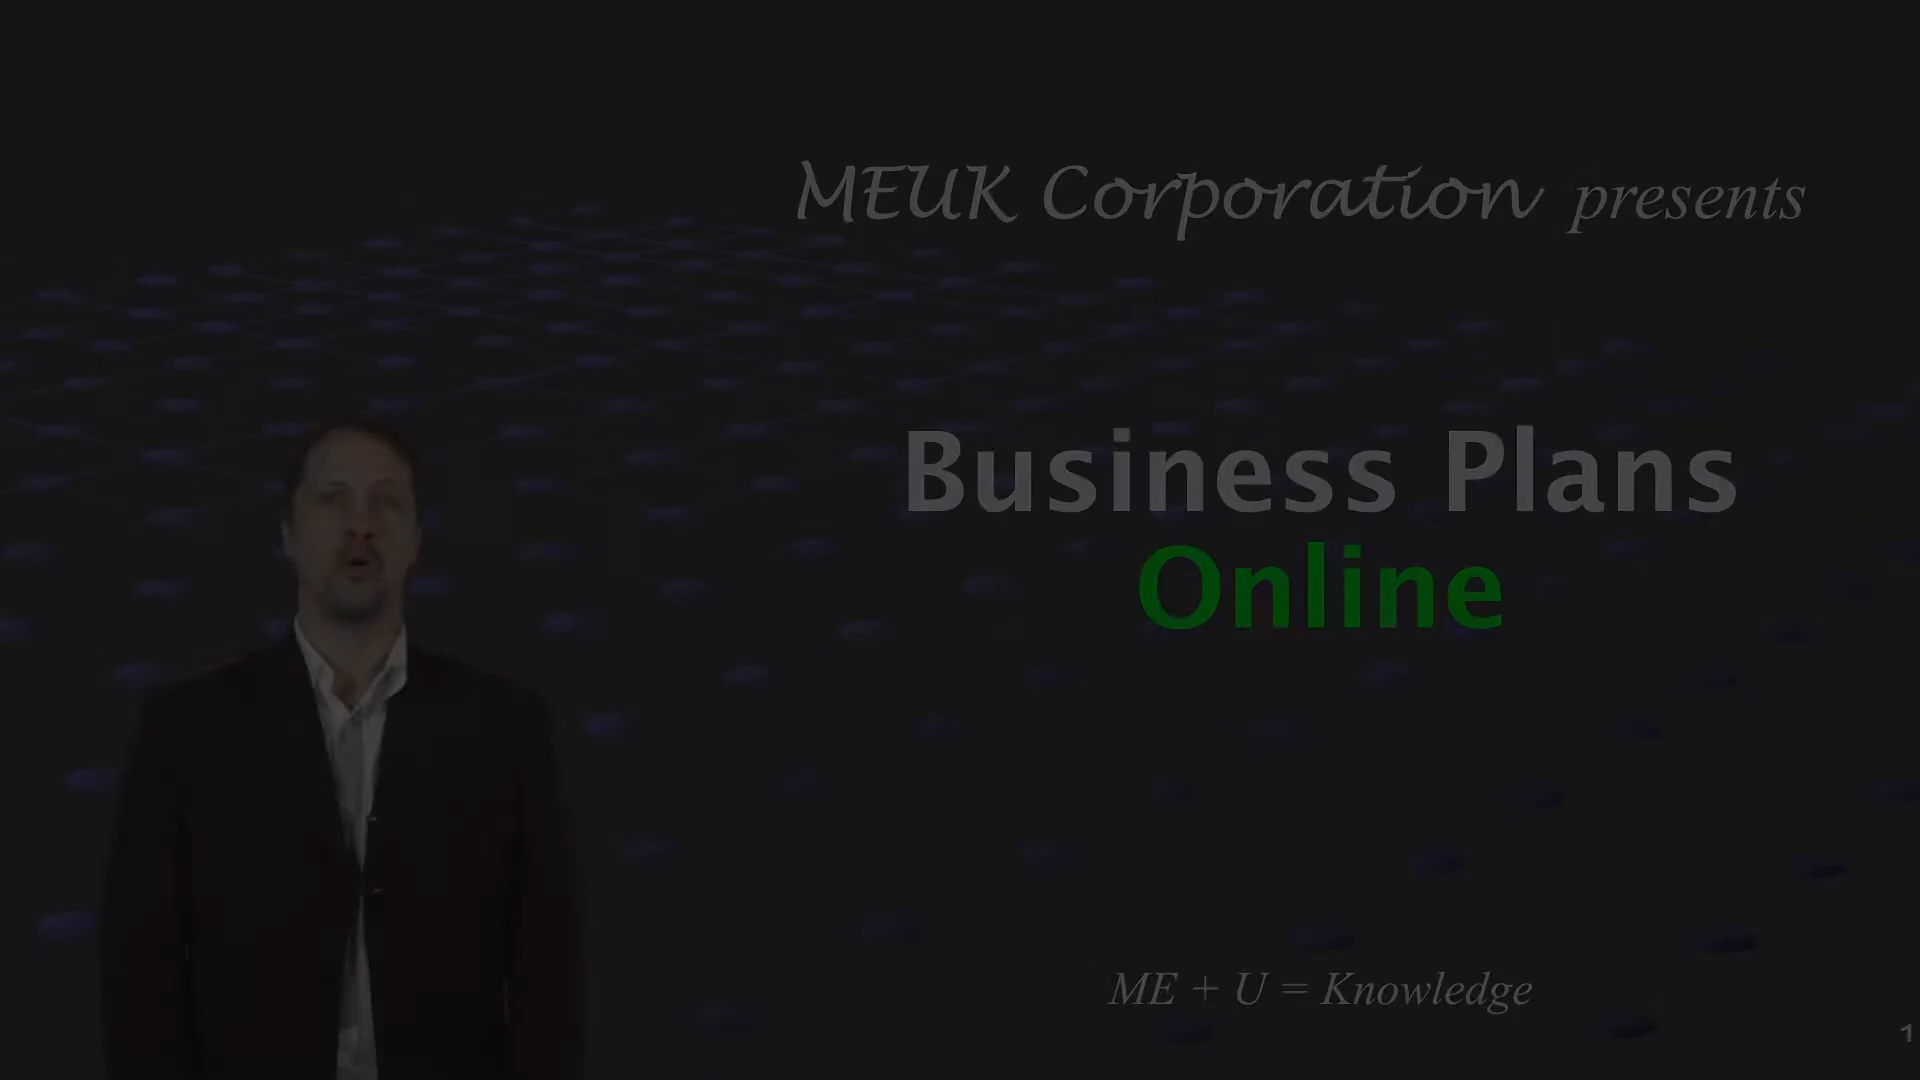 MEUK Corporation presents
Business Plans
Online
ME + U = Knowledge
1